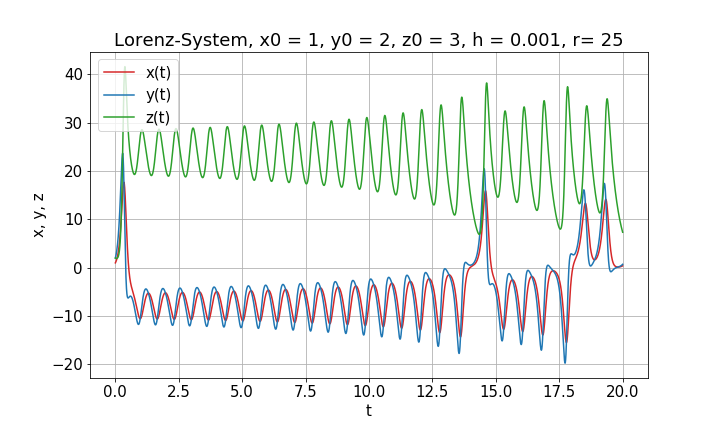 Lorenz-System, x0 = 1, y0 = 2, z0 = 3, h = 0.001, r= 25
x(t)
y(t)
z(t)
40
30
20
10
0
−10
−20
x, y, z
0.0 2.5 5.0 7.5 10.0 12.5 15.0 17.5 20.0
t